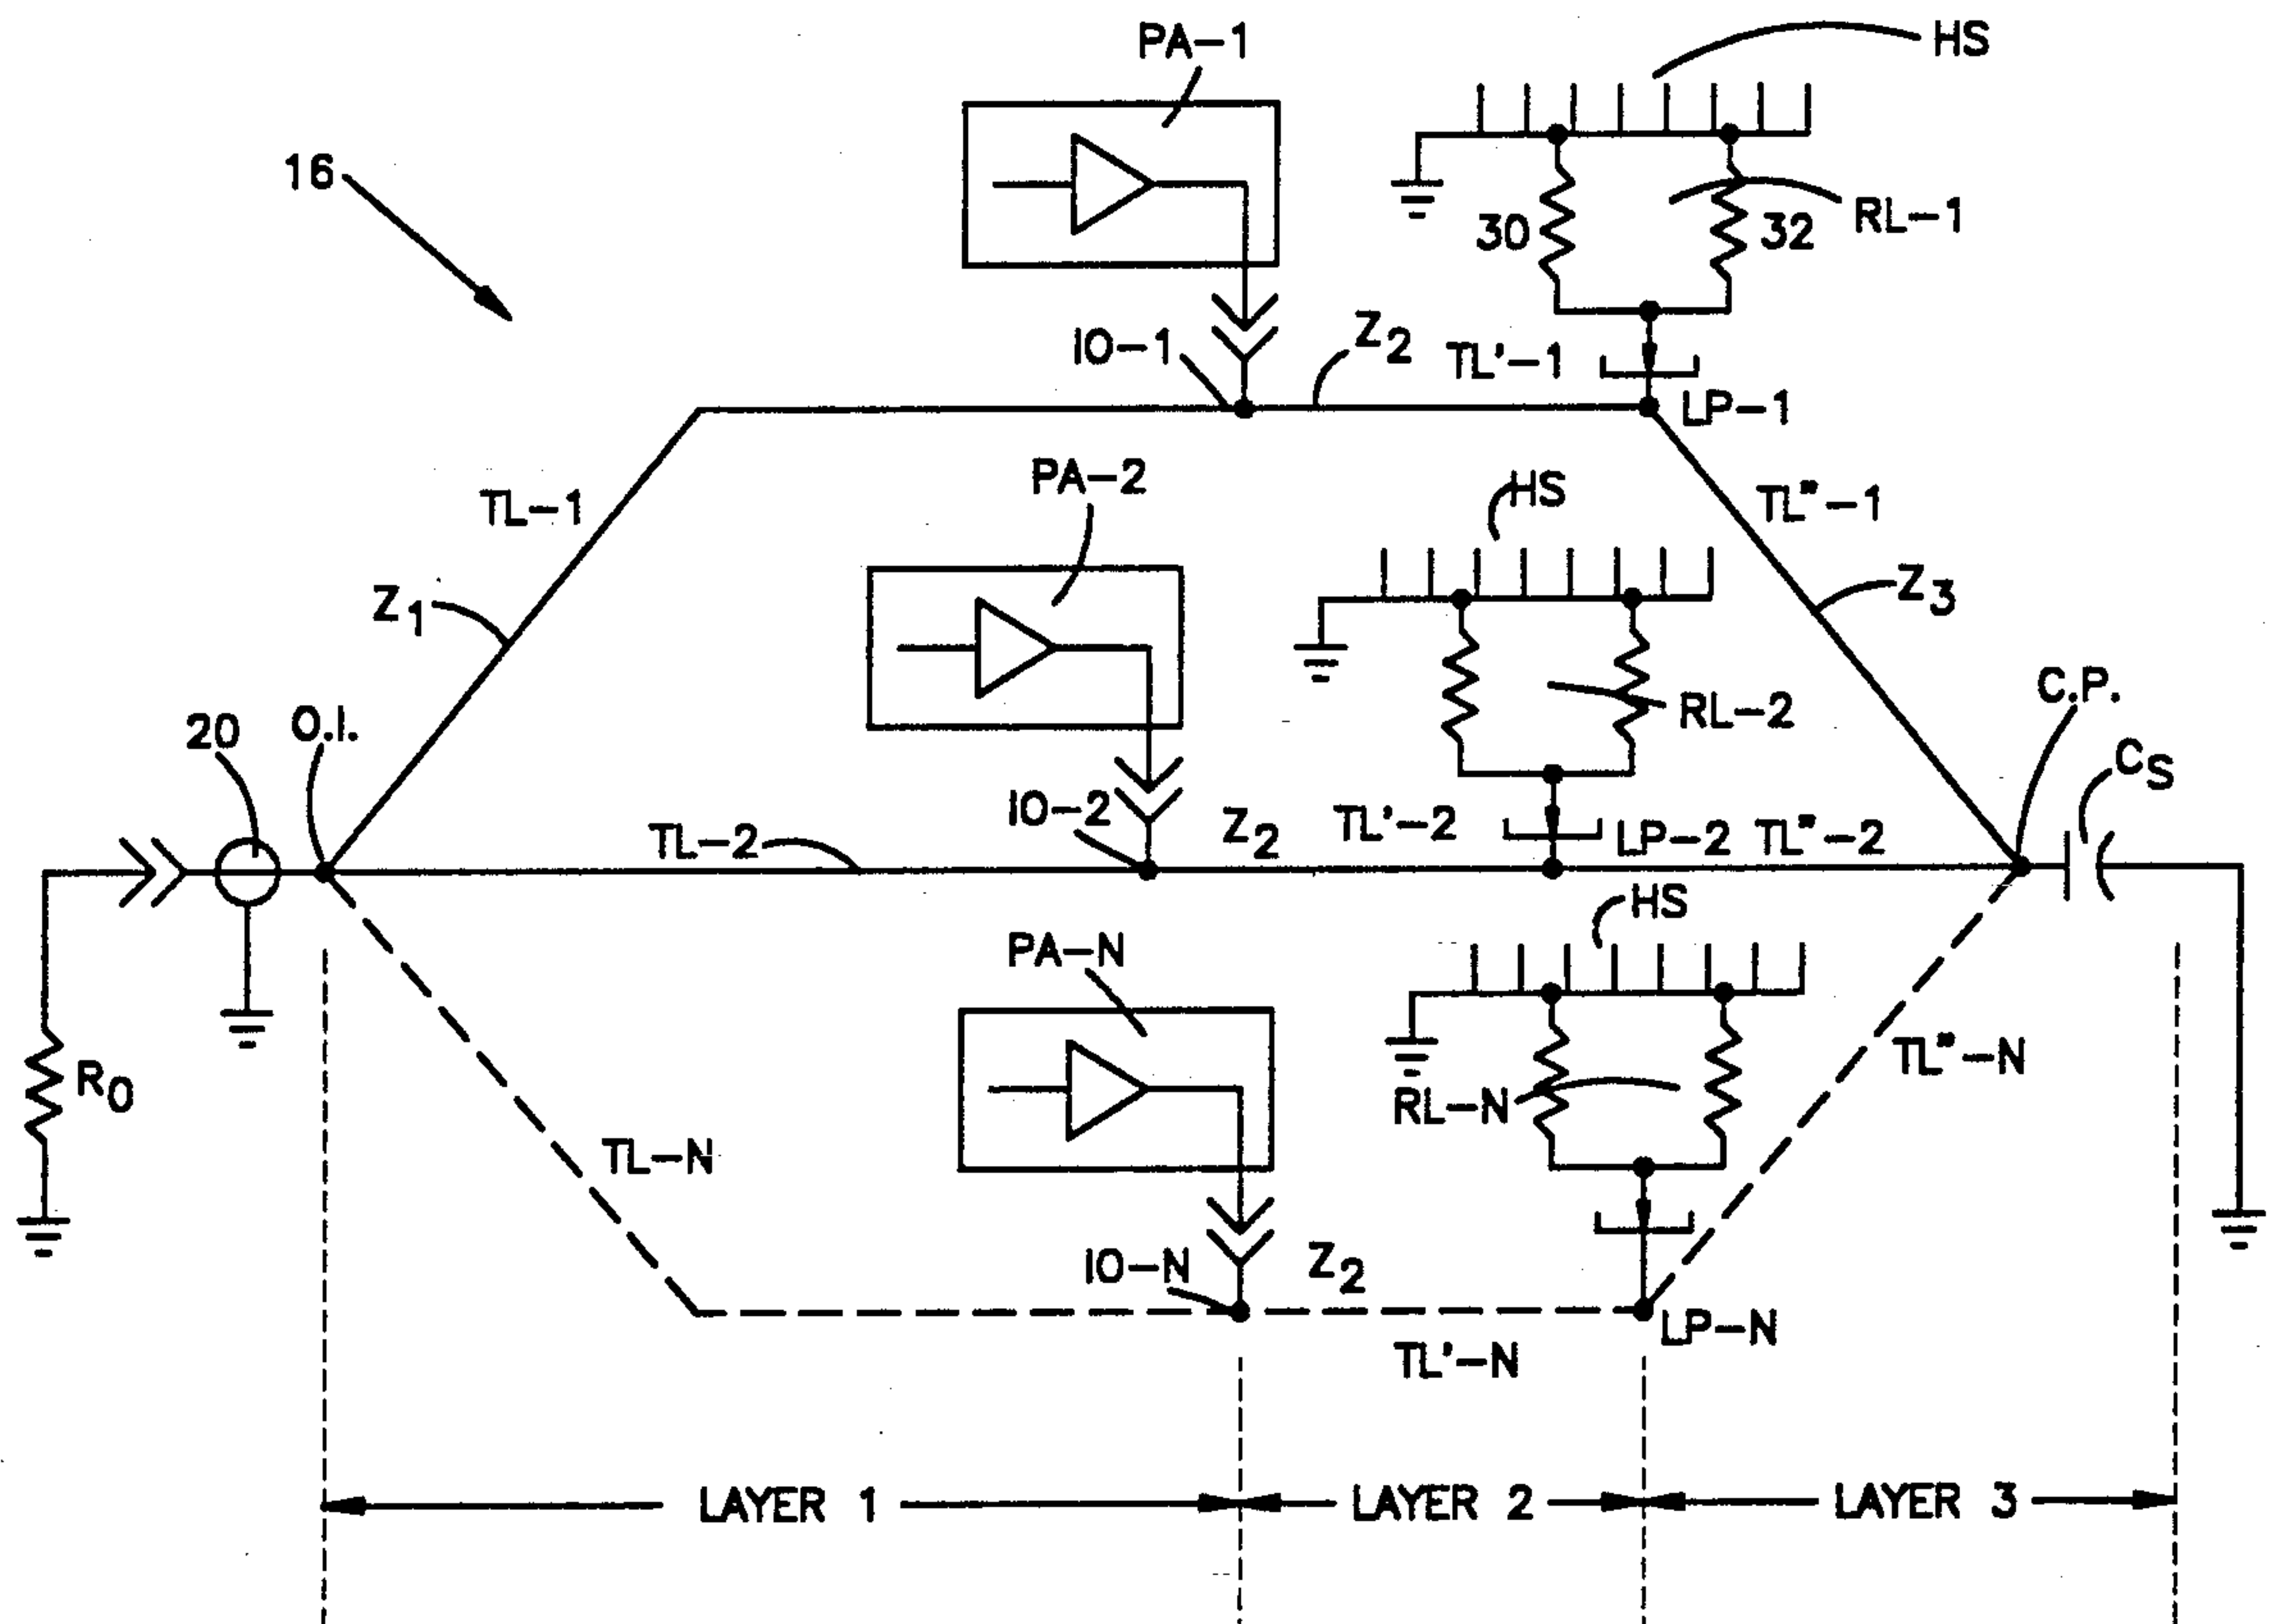 PA-1
HS
16
30
32
RL-1
IO-1
Z2
TL'-1
LP-1
PA-2
HS
TL-1
TL"-1
Z1
Z3
20
O.I.
RL-2
C.P.
CS
TL-2
IO-2
Z2
TL'-2
LP-2
TL"-2
HS
PA-N
R0
TL-N
RL-N
TL"-N
IO-N
Z2
LP-N
TL'-N
LAYER 1
LAYER 2
LAYER 3